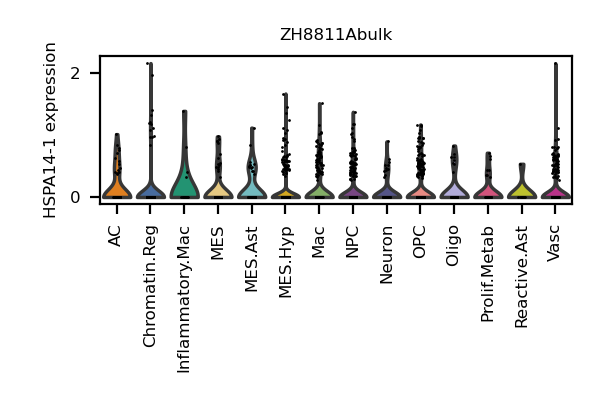 ZH8811Abulk
HSPA14-1 expression
2
0
AC
Chromatin.Reg
Inflammatory.Mac
MES
MES.Ast
MES.Hyp
Mac
NPC
Neuron
OPC
Oligo
Prolif.Metab
Reactive.Ast
Vasc